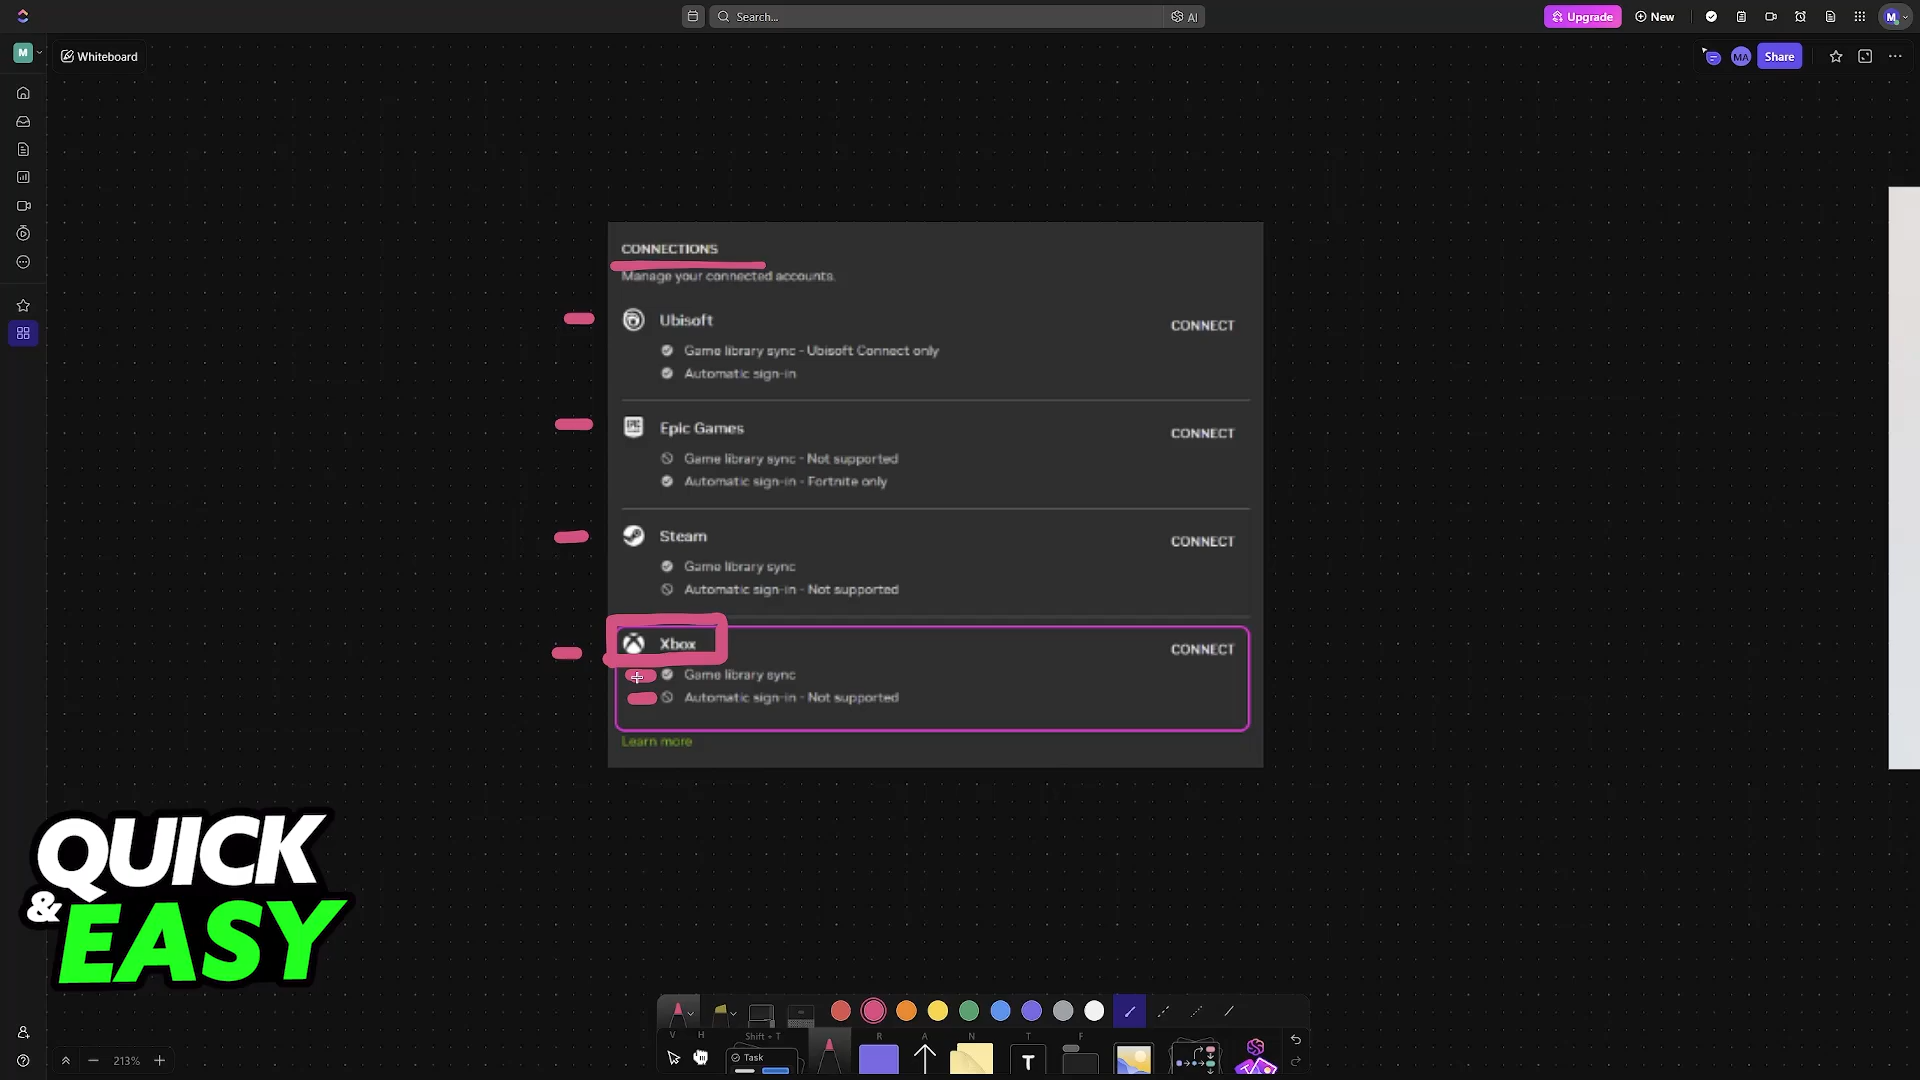 Search...
AI
Upgrade
New
M
M
Whiteboard
MA
Share
CONNECTIONS
Manage your connected accounts.
Ubisoft
CONNECT
Game library sync - Ubisoft Connect only
Automatic sign-in
EPIC
Epic Games
CONNECT
Game library sync - Not supported
Automatic sign-in - Fortnite only
Steam
CONNECT
Game library sync
Automatic sign-in - Not supported
Xbox
CONNECT
Game library sync
Automatic sign-in - Not supported
Learn more
QUICK
&EASY
V
H
Shift + T
R
A
N
T
F
Task
T
213%